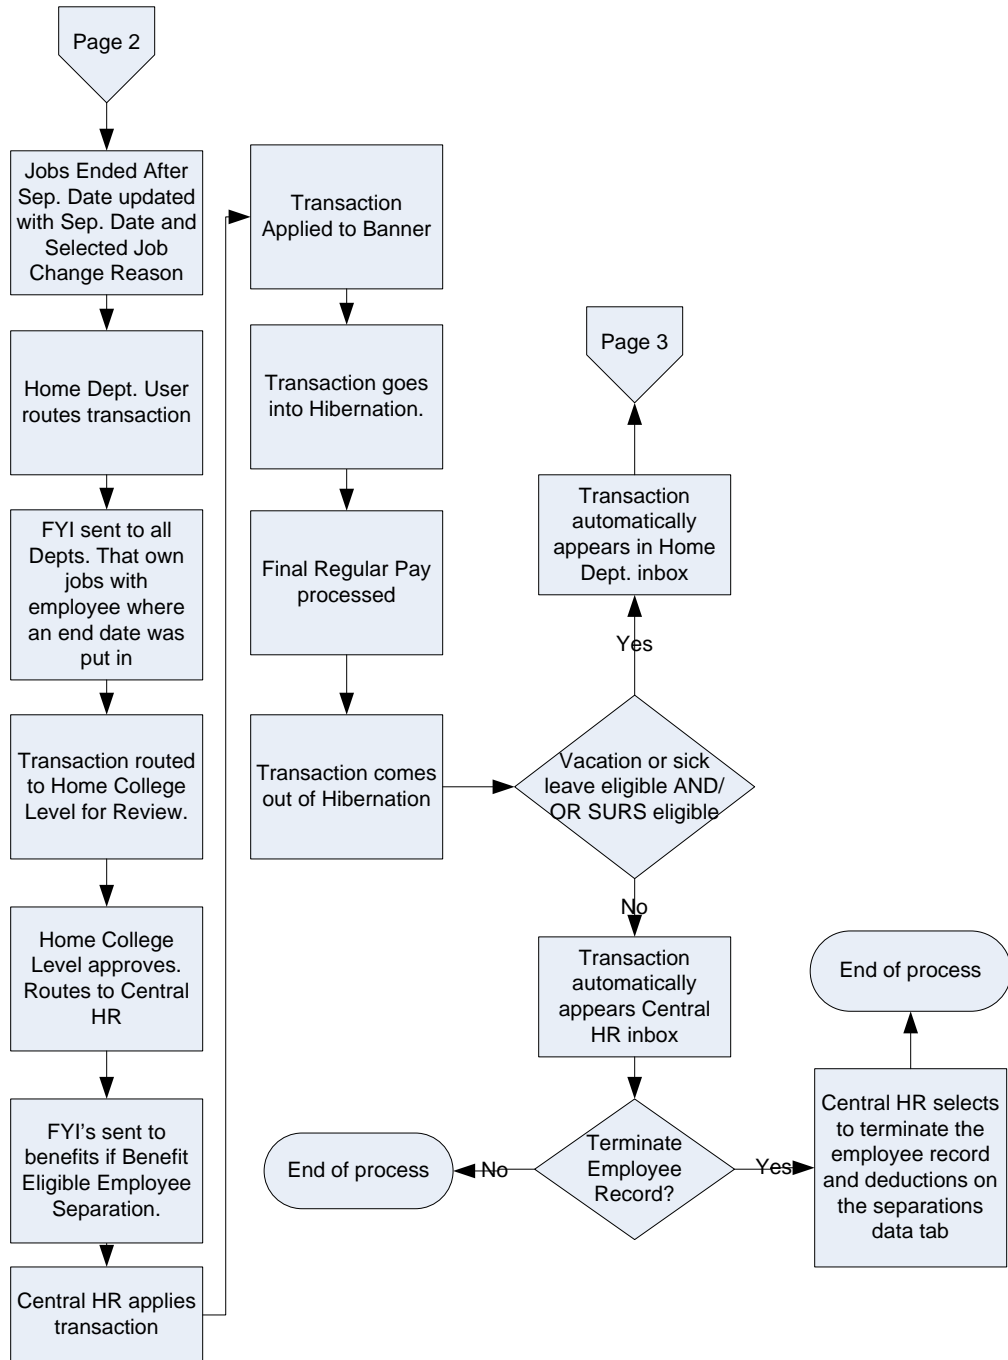 Page 2
Jobs Ended After
Sep. Date updated
with Sep. Date and
Selected Job
Change Reason
Home Dept. User
routes transaction
FYI sent to all
Depts. That own
jobs with
employee where
an end date was
put in
Transaction routed
to Home College
Level for Review.
Home College
Level approves.
Routes to Central
HR
FYI’s sent to
benefits if Benefit
Eligible Employee
Separation.
Central HR applies
transaction
Transaction
Applied to Banner
Transaction goes
into Hibernation.
Final Regular Pay
processed
Transaction comes
out of Hibernation
Vacation or sick
leave eligible AND/
OR SURS eligible
Yes
Transaction
automatically
appears in Home
Dept. inbox
Page 3
No
Transaction
automatically
appears Central
HR inbox
Terminate
Employee
Record?
No
End of process
Yes
Central HR selects
to terminate the
employee record
and deductions on
the separations
data tab
End of process